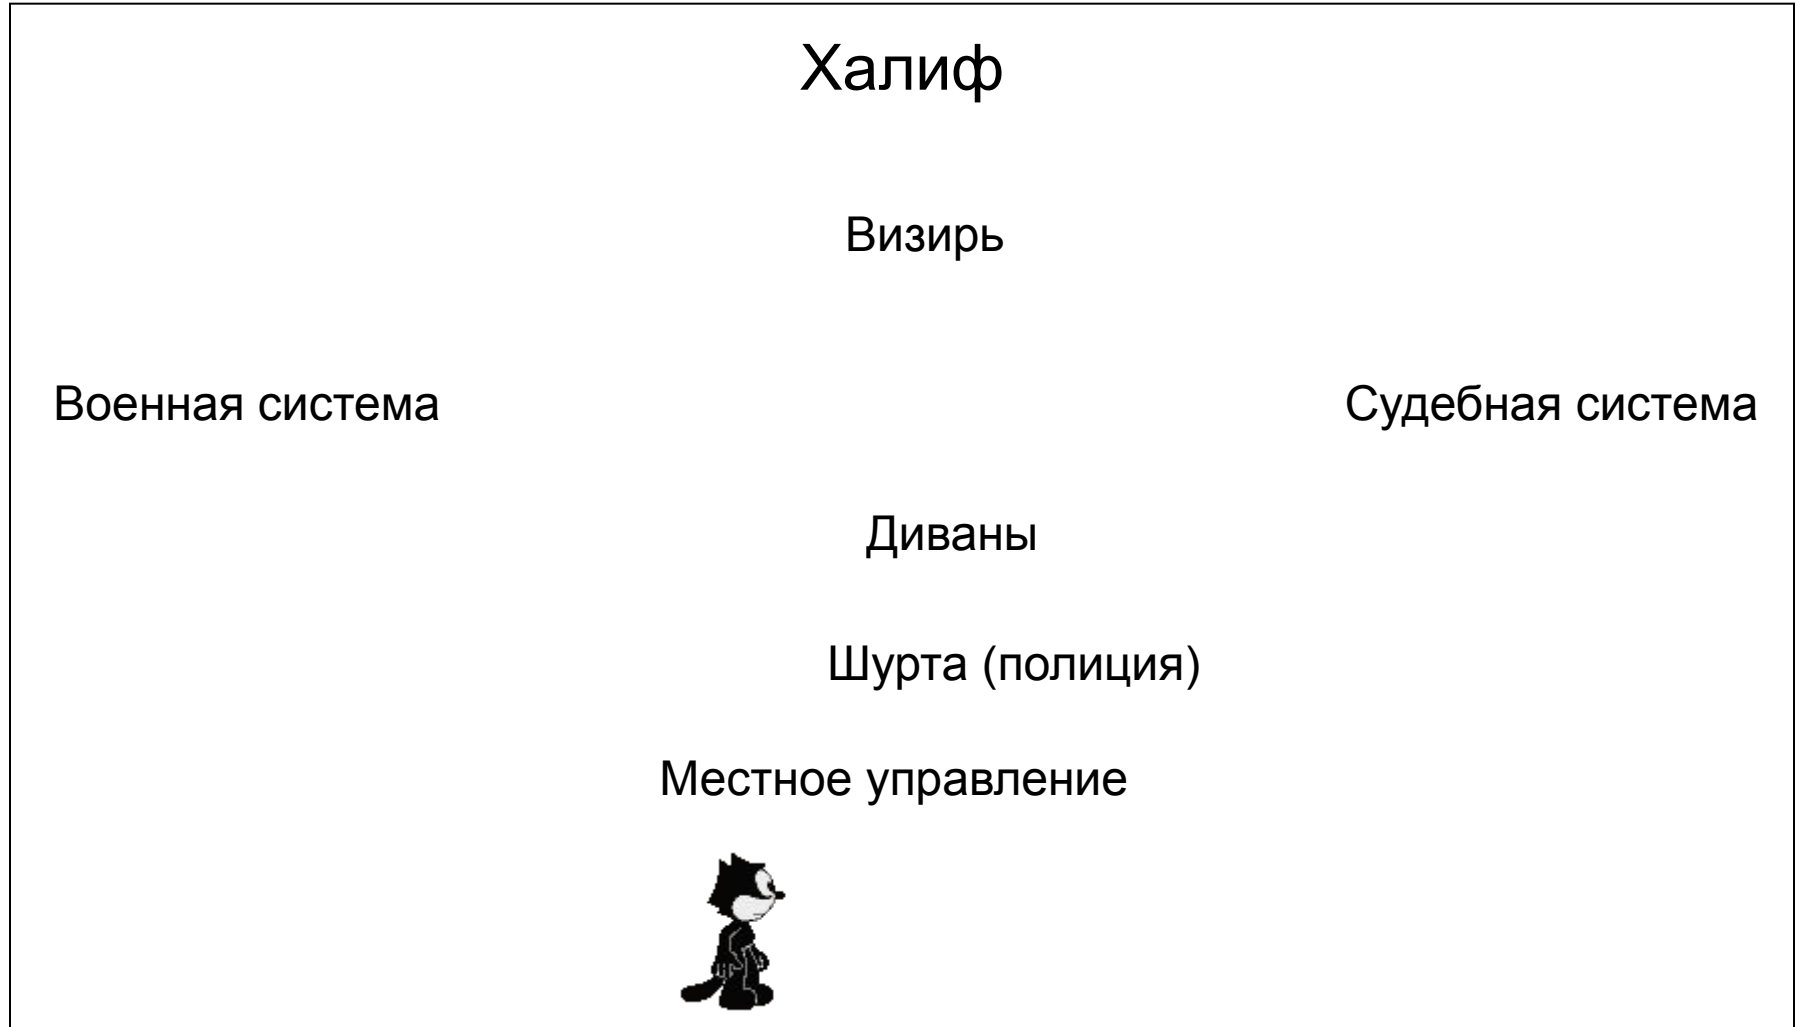 Халиф
Визирь
Военная система
Судебная система
Диваны
Шурта (полиция)
Местное управление